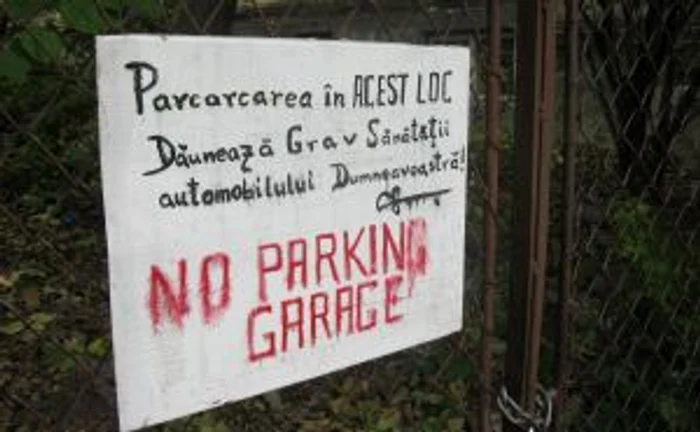 Parcarcarea în ACEST LOC
Dăunează Grav Sănătății
automobilului Dumneavoastră!
NO PARKING
GARAGE